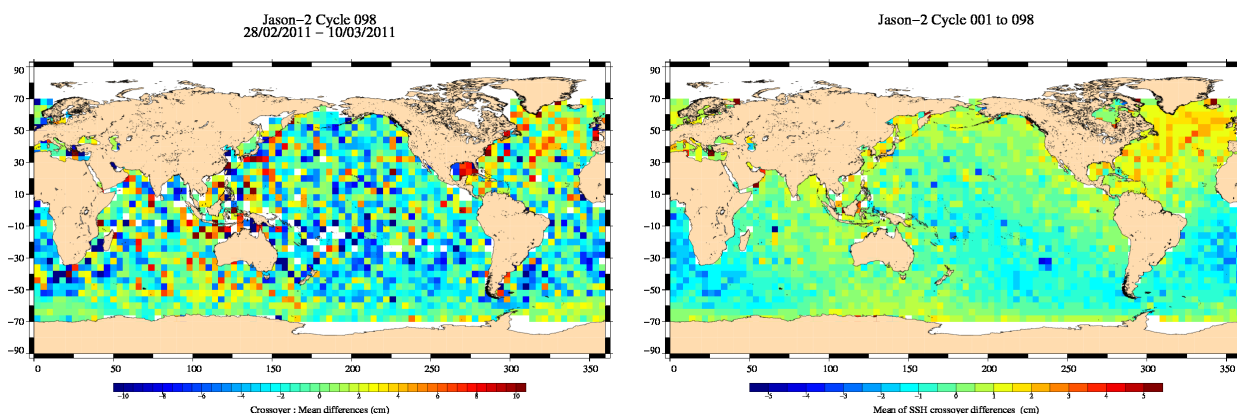 Jason−2 Cycle 098
28/02/2011 − 10/03/2011
90
70
50
30
10
−10
−30
−50
−70
−90
0 50 100 150 200 250 300 350
−10 −8 −6 −4 −2 0 2 4 6 8 10
Crossover : Mean differences (cm)
Jason−2 Cycle 001 to 098
90
70
50
30
10
−10
−30
−50
−70
−90
0 50 100 150 200 250 300 350
−5 −4 −3 −2 −1 0 1 2 3 4 5
Mean of SSH crossover differences (cm)